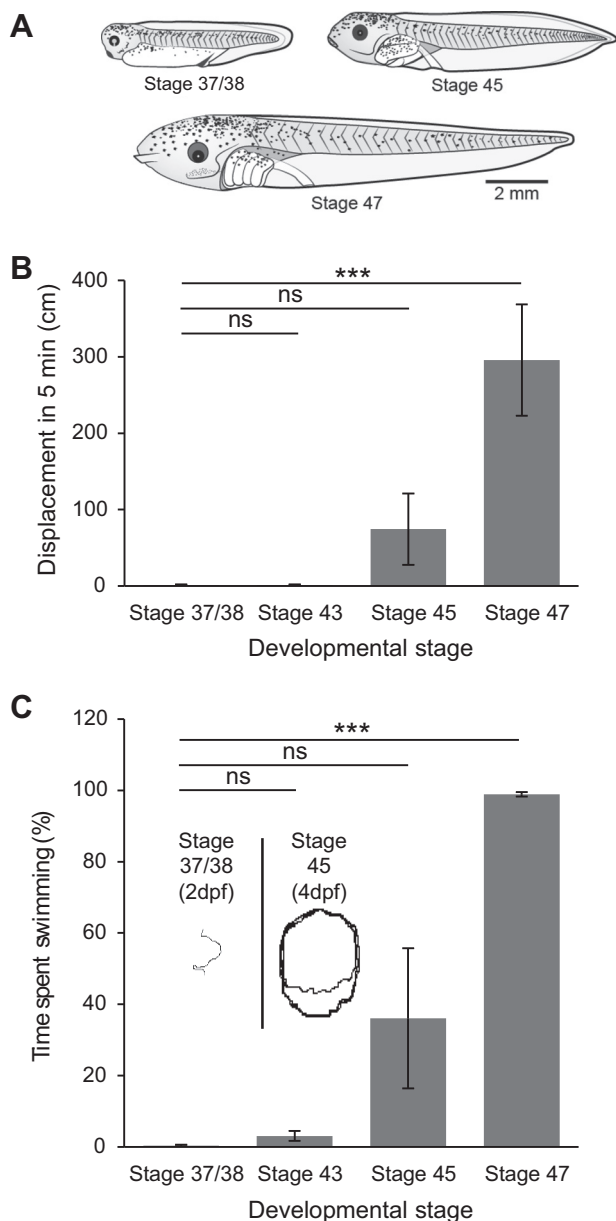 A
Stage 37/38
Stage 45
Stage 47
2 mm
B
Displacement in 5 min (cm)
400
300
200
100
0
***
ns
ns
Stage 37/38 Stage 43 Stage 45 Stage 47
Developmental stage
C
Time spent swimming (%)
120
100
80
60
40
20
0
***
ns
ns
Stage
37/38
(2dpf)
Stage
45
(4dpf)
Stage 37/38 Stage 43 Stage 45 Stage 47
Developmental stage